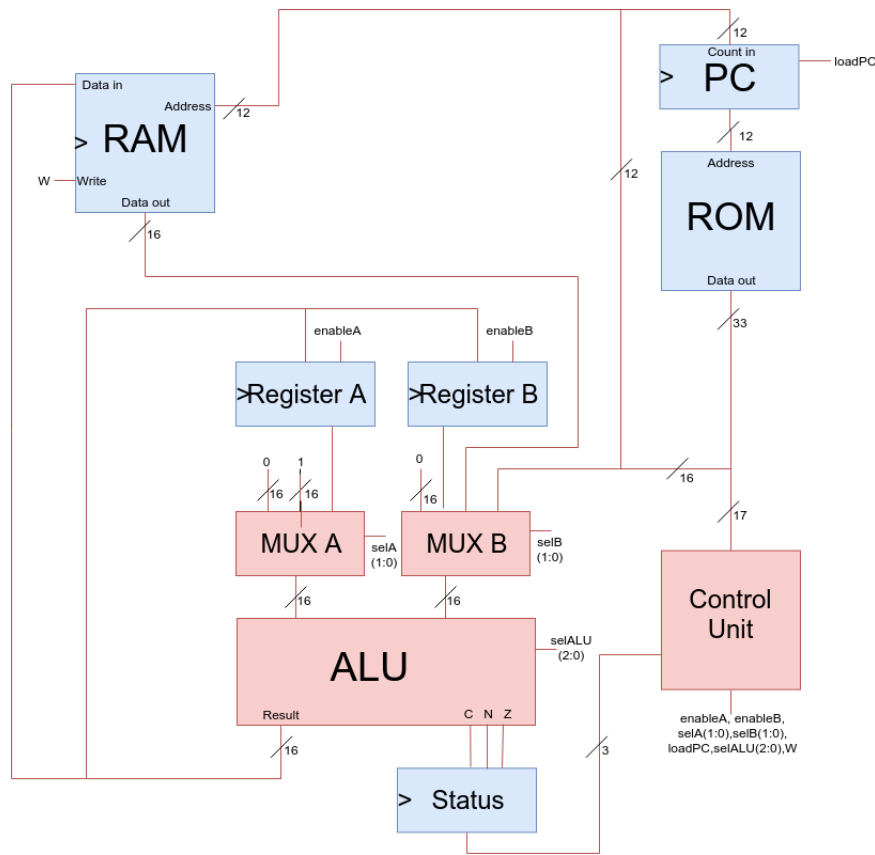 12
Count in
loadPC
> PC
Data in
Address
12
> RAM
W
Write
Data out
16
12
Address
ROM
12
Data out
33
enableA
enableB
>Register A
>Register B
0
1
0
16
16
16
16
17
MUX A
selA
(1:0)
MUX B
selB
(1:0)
Control
Unit
16
16
ALU
selALU
(2:0)
Result
C N Z
16
enableA, enableB,
selA(1:0),selB(1:0),
loadPC,selALU(2:0),W
3
> Status